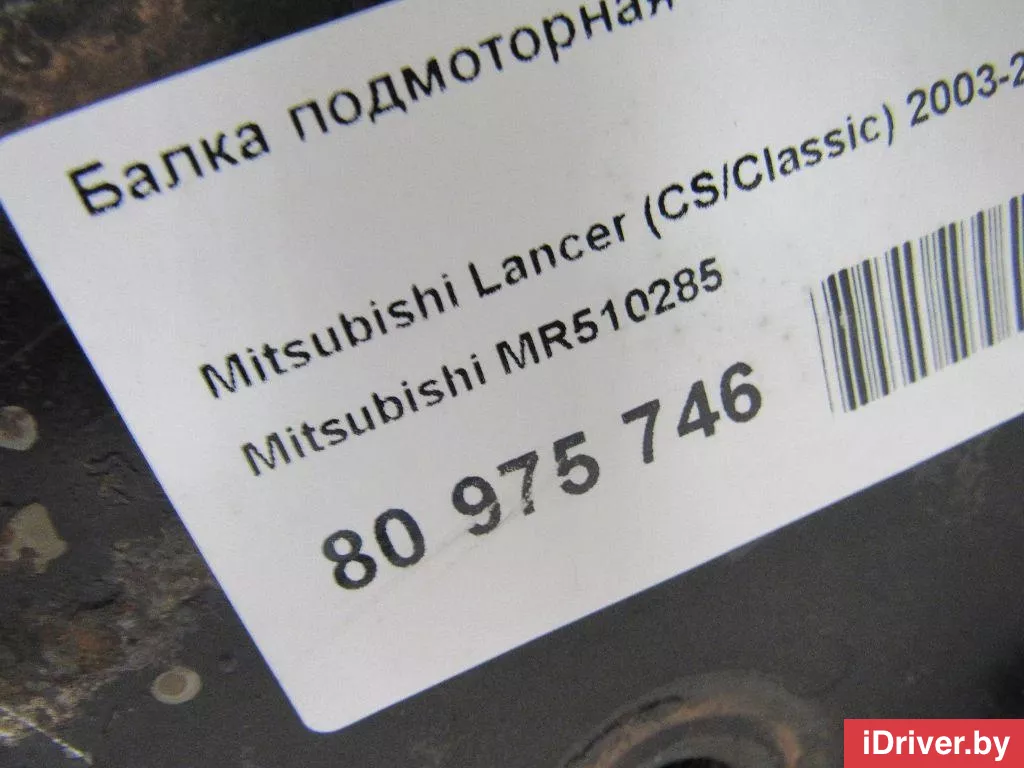 Балка подмоторная
Mitsubishi Lancer (CS/Classic) 2003-2
Mitsubishi MR510285
80 975 746
iDriver.by